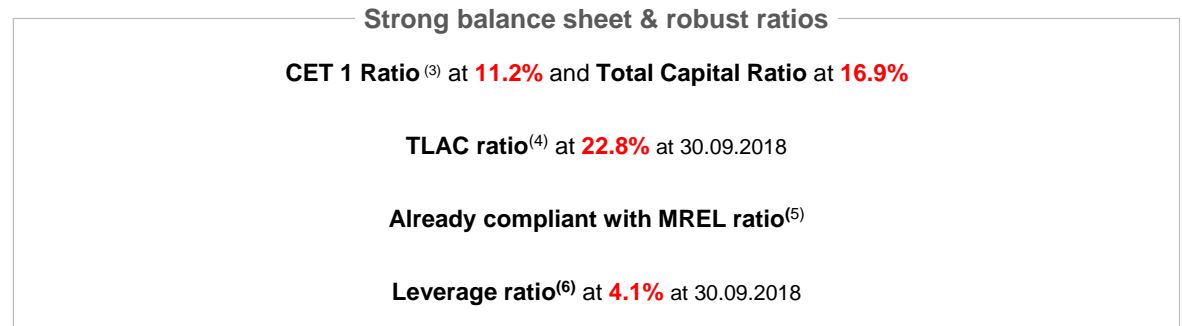 Strong balance sheet & robust ratios
CET 1 Ratio (3) at 11.2% and Total Capital Ratio at 16.9%
TLAC ratio(4) at 22.8% at 30.09.2018
Already compliant with MREL ratio(5)
Leverage ratio(6) at 4.1% at 30.09.2018